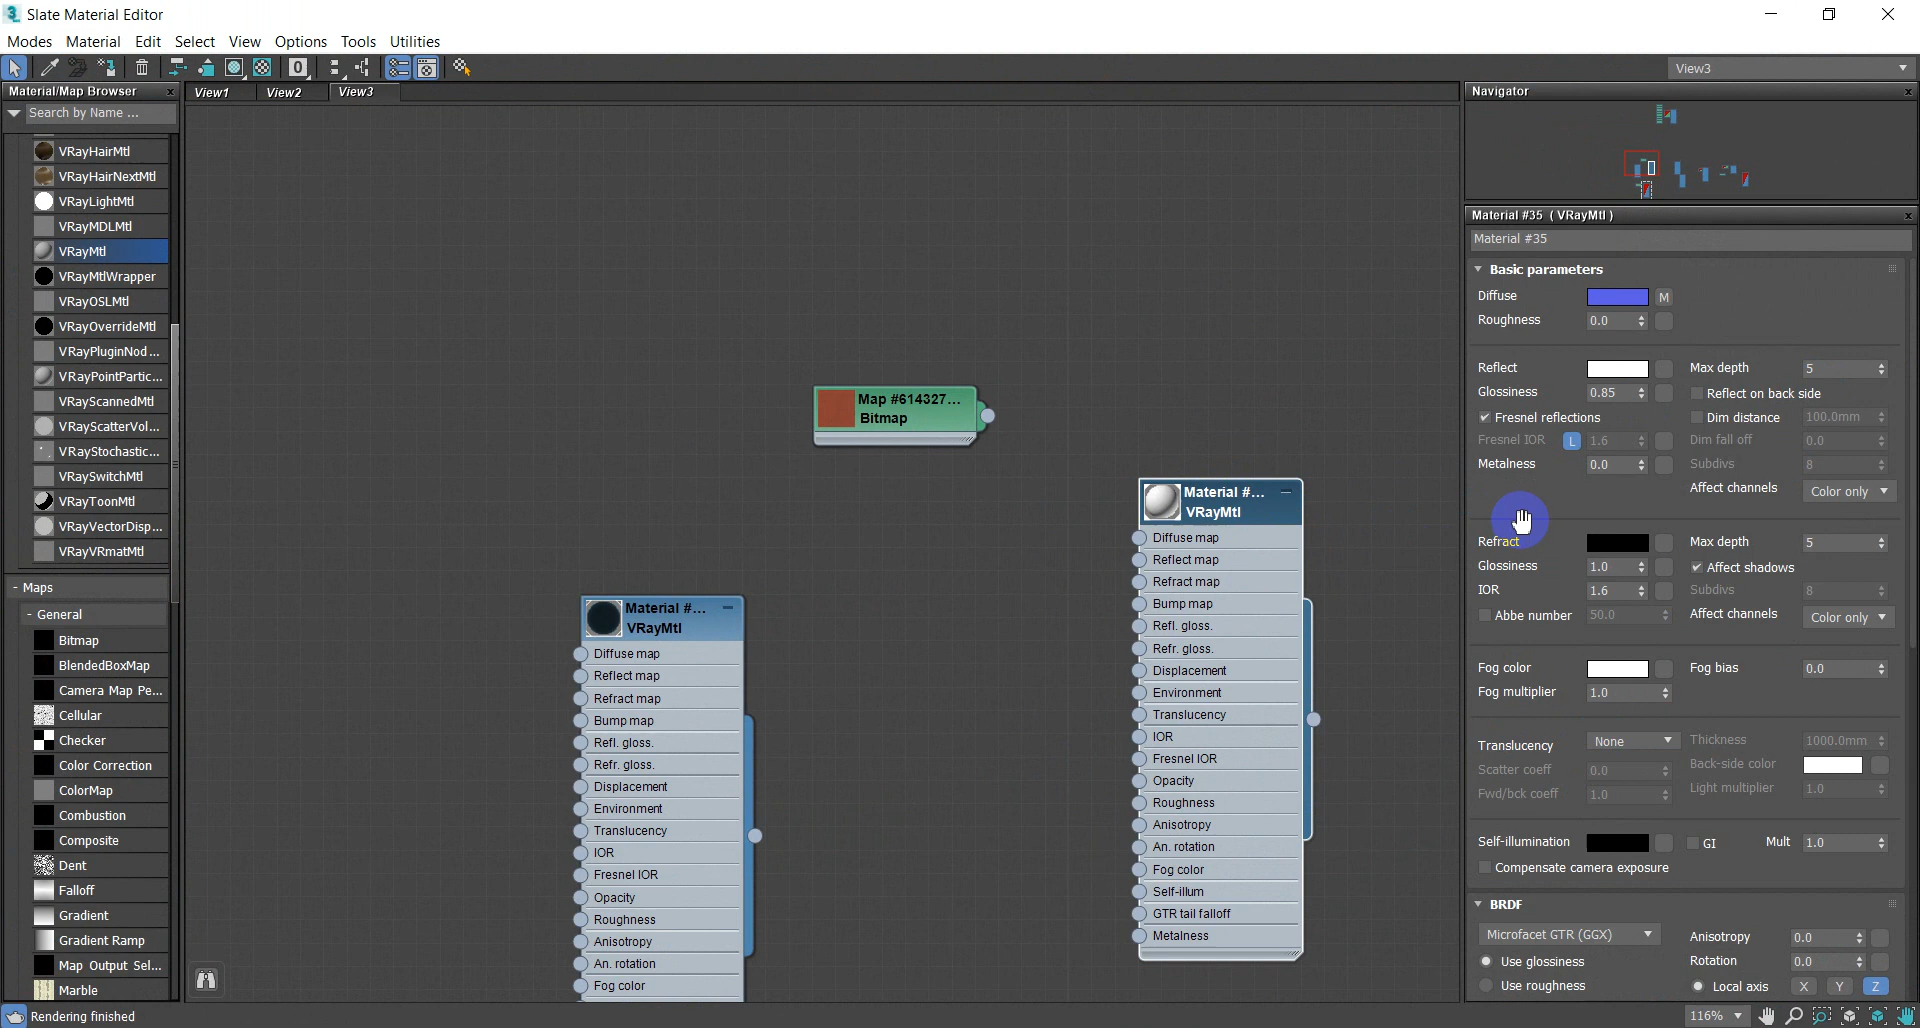 Slate Material Editor
Modes Material Edit Select View Options Tools Utilities
View3
Material/Map Browser
View1 View2 View3
Navigator
Search by Name ...
VRayHairMtl
VRayHairNextMtl
VRayLightMtl
VRayMDLMtl
VRayMtl
VRayMtlWrapper
VRayOSLMtl
VRayOverrideMtl
VRayPluginNod...
VRayPointPartic...
VRayScannedMtl
VRayScatterVol...
VRayStochastic...
VRaySwitchMtl
VRayToonMtl
VRayVectorDisp...
VRayVRmatMtl
- Maps
- General
Bitmap
BlendedBoxMap
Camera Map Pe...
Cellular
Checker
Color Correction
ColorMap
Combustion
Composite
Dent
Falloff
Gradient
Gradient Ramp
Map Output Sel...
Marble
Map #614327...
Bitmap
Material #...
VRayMtl
Diffuse map
Reflect map
Refract map
Bump map
Refl. gloss.
Refr. gloss.
Displacement
Environment
Translucency
IOR
Fresnel IOR
Opacity
Roughness
Anisotropy
An. rotation
Fog color
Material #...
VRayMtl
Diffuse map
Reflect map
Refract map
Bump map
Refl. gloss.
Refr. gloss.
Displacement
Environment
Translucency
IOR
Fresnel IOR
Opacity
Roughness
Anisotropy
An. rotation
Fog color
Self-illum
GTR tail falloff
Metalness
Material #35 ( VRayMtl )
Material #35
Basic parameters
Diffuse M
Roughness 0.0
Reflect Max depth 5
Glossiness 0.85 Reflect on back side
Fresnel reflections Dim distance 100.0mm
Fresnel IOR L 1.6 Dim fall off 0.0
Metalness 0.0 Subdivs 8
Affect channels Color only
Refract Max depth 5
Glossiness 1.0 Affect shadows
IOR 1.6 Subdivs 8
Abbe number 50.0 Affect channels Color only
Fog color Fog bias 0.0
Fog multiplier 1.0
Translucency None Thickness 1000.0mm
Scatter coeff 0.0 Back-side color
Fwd/bck coeff 1.0 Light multiplier 1.0
Self-illumination GI Mult 1.0
Compensate camera exposure
BRDF
Microfacet GTR (GGX) Anisotropy 0.0
Use glossiness Rotation 0.0
Use roughness Local axis X Y Z
Rendering finished
116%